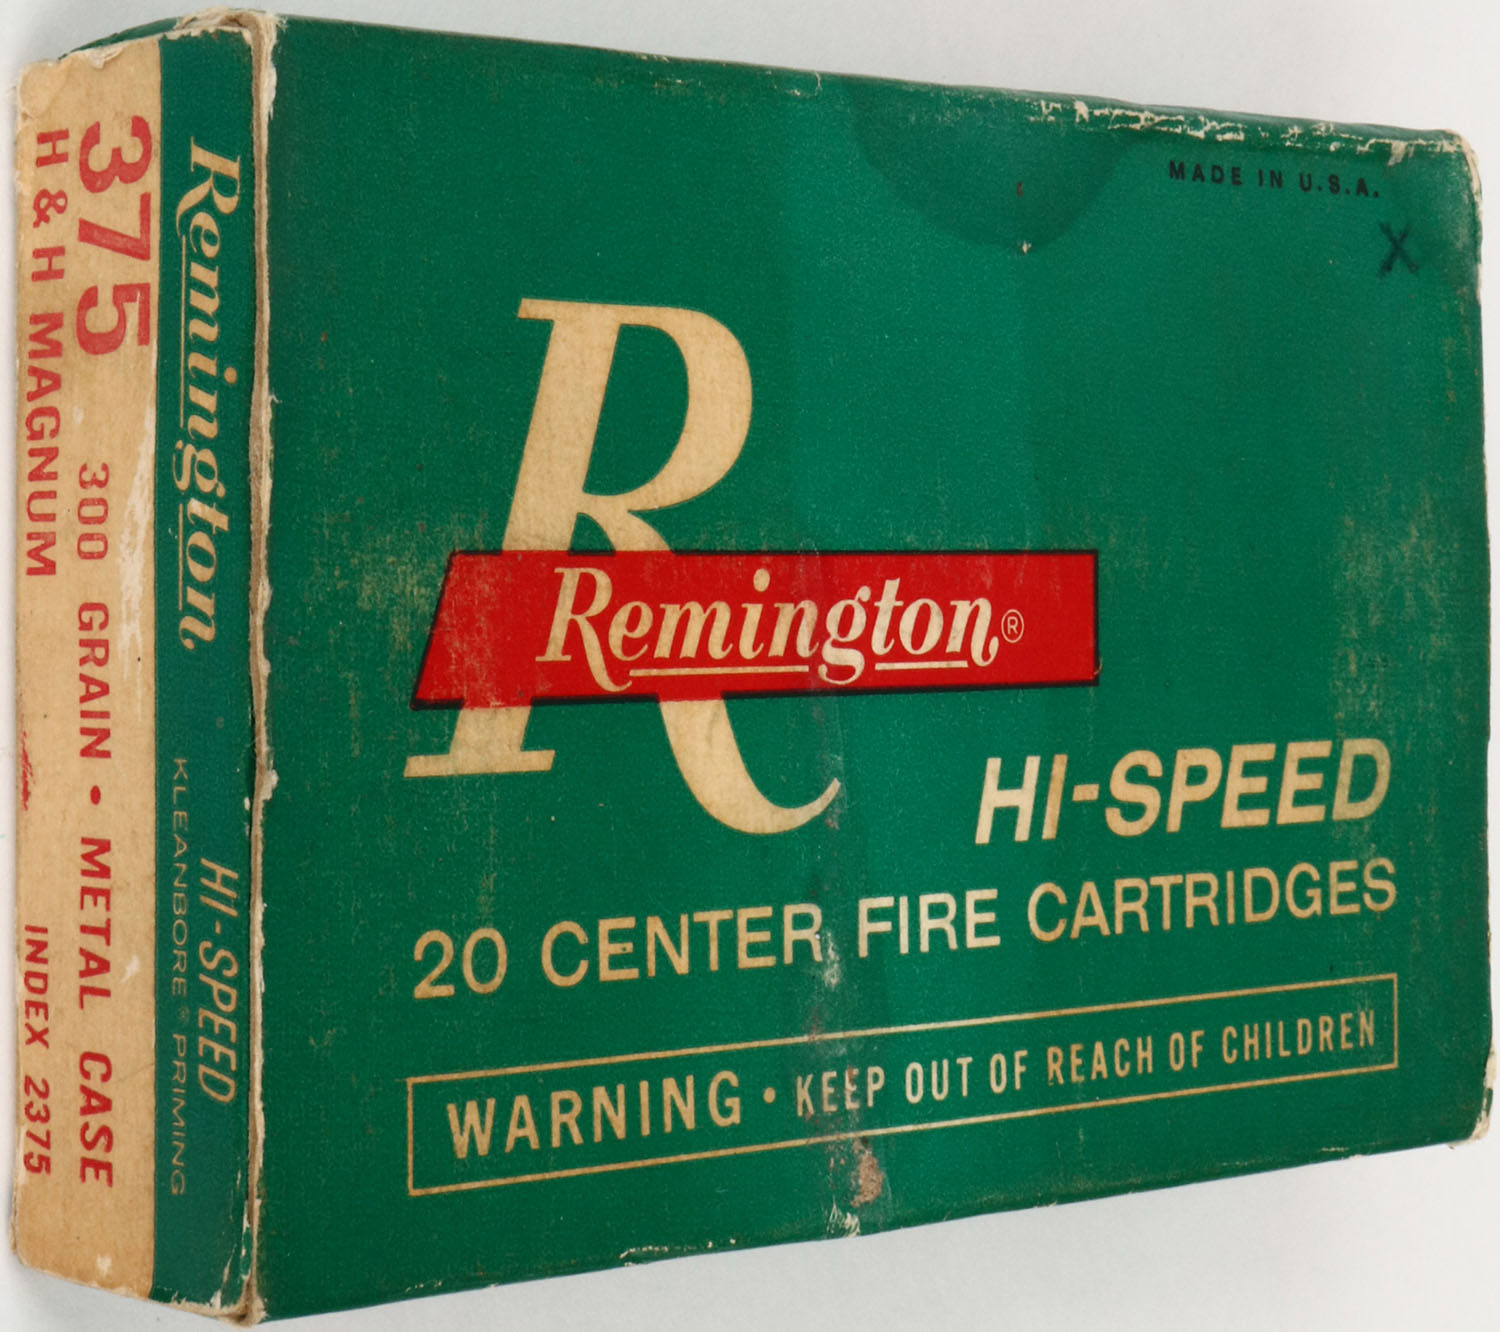 375
H & H MAGNUM
300 GRAIN • METAL CASE
INDEX 2375
Remington
HI-SPEED
KLEANBORE® PRIMING
MADE IN U.S.A.
X
R
Remington®
HI-SPEED
20 CENTER FIRE CARTRIDGES
WARNING • KEEP OUT OF REACH OF CHILDREN